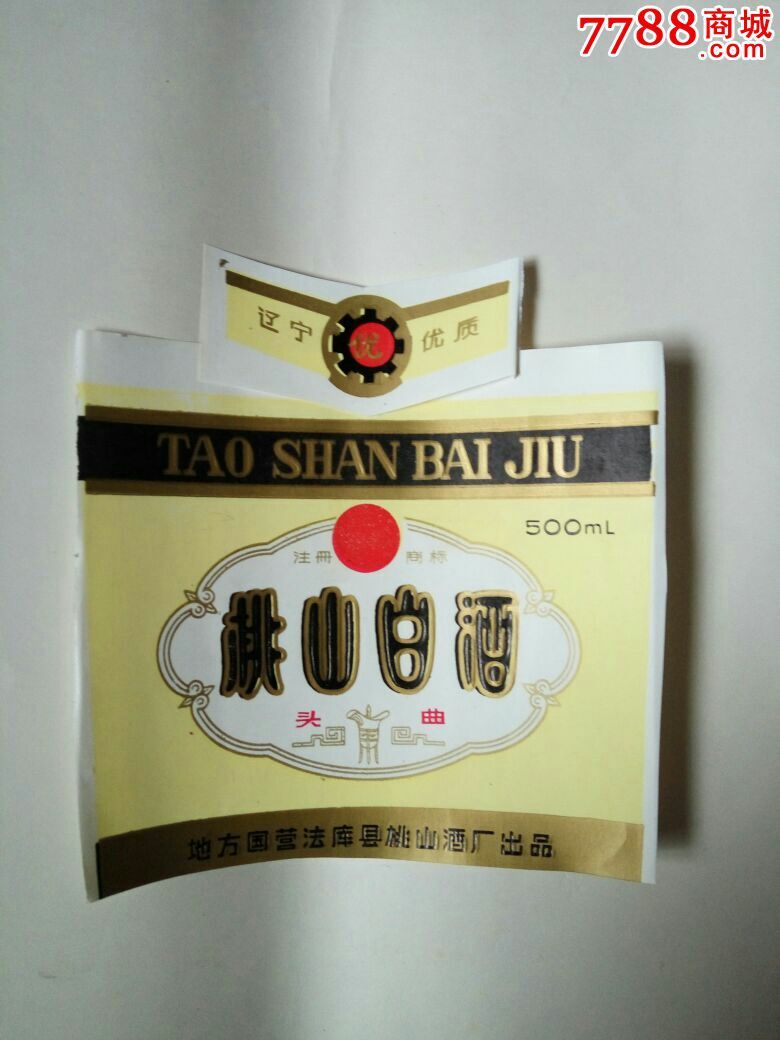 7788商城
.com
辽宁 优 优质
TAO SHAN BAI JIU
500mL
注冊 商标
桃山白酒
头 曲
地方国营法库县桃山酒厂出品